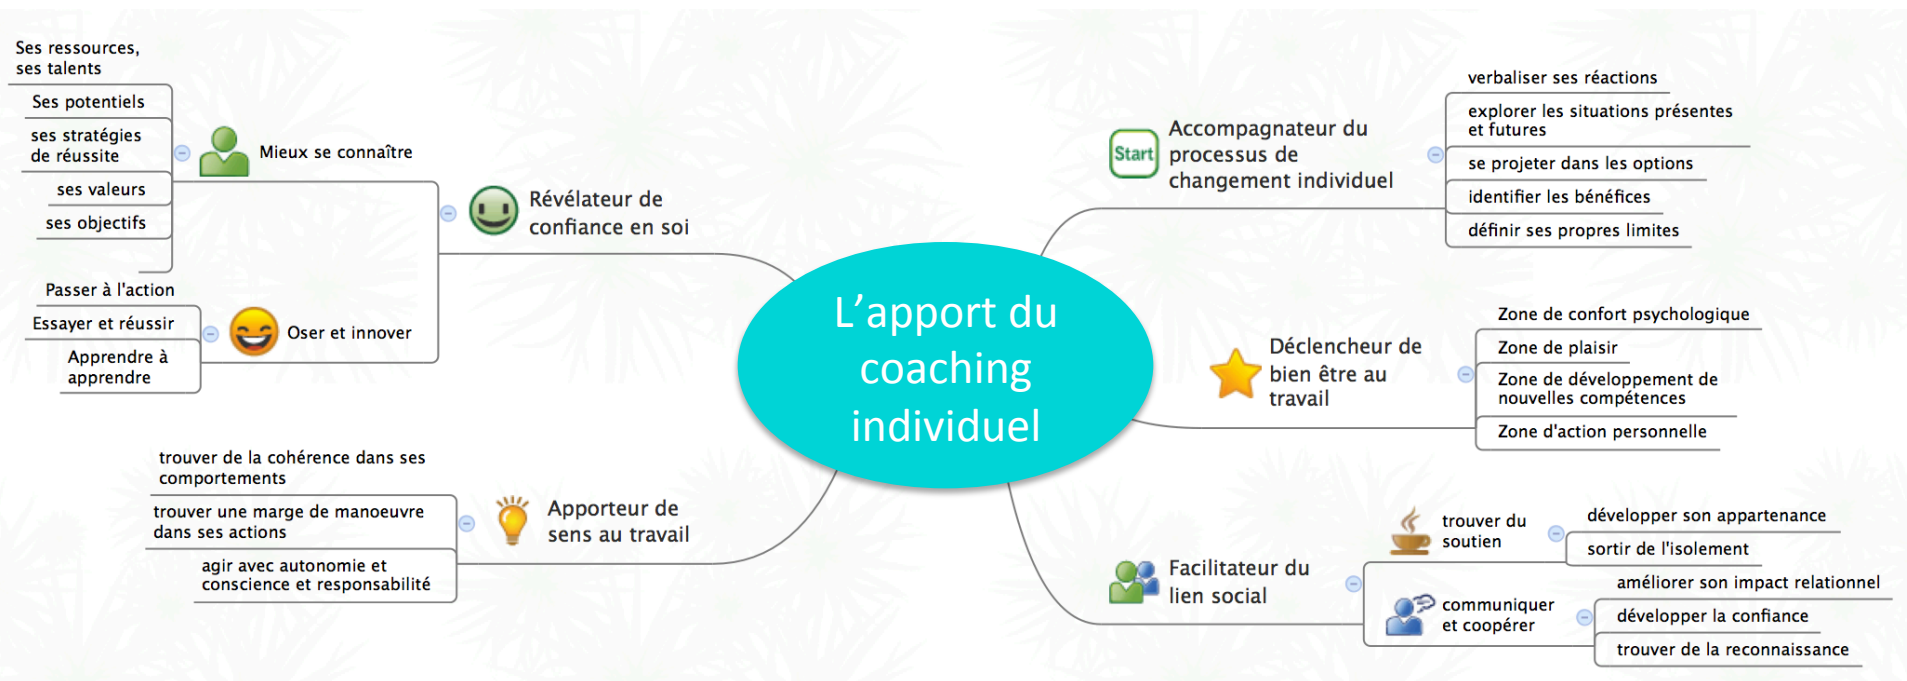 L’apport du
coaching
individuel
Révélateur de
confiance en soi
Mieux se connaître
Ses ressources,
ses talents
Ses potentiels
ses stratégies
de réussite
ses valeurs
ses objectifs
Oser et innover
Passer à l'action
Essayer et réussir
Apprendre à
apprendre
Apporteur de
sens au travail
trouver de la cohérence dans ses
comportements
trouver une marge de manoeuvre
dans ses actions
agir avec autonomie et
conscience et responsabilité
Start
Accompagnateur du
processus de
changement individuel
verbaliser ses réactions
explorer les situations présentes
et futures
se projeter dans les options
identifier les bénéfices
définir ses propres limites
Déclencheur de
bien être au
travail
Zone de confort psychologique
Zone de plaisir
Zone de développement de
nouvelles compétences
Zone d'action personnelle
Facilitateur du
lien social
trouver du
soutien
développer son appartenance
sortir de l'isolement
communiquer
et coopérer
améliorer son impact relationnel
développer la confiance
trouver de la reconnaissance